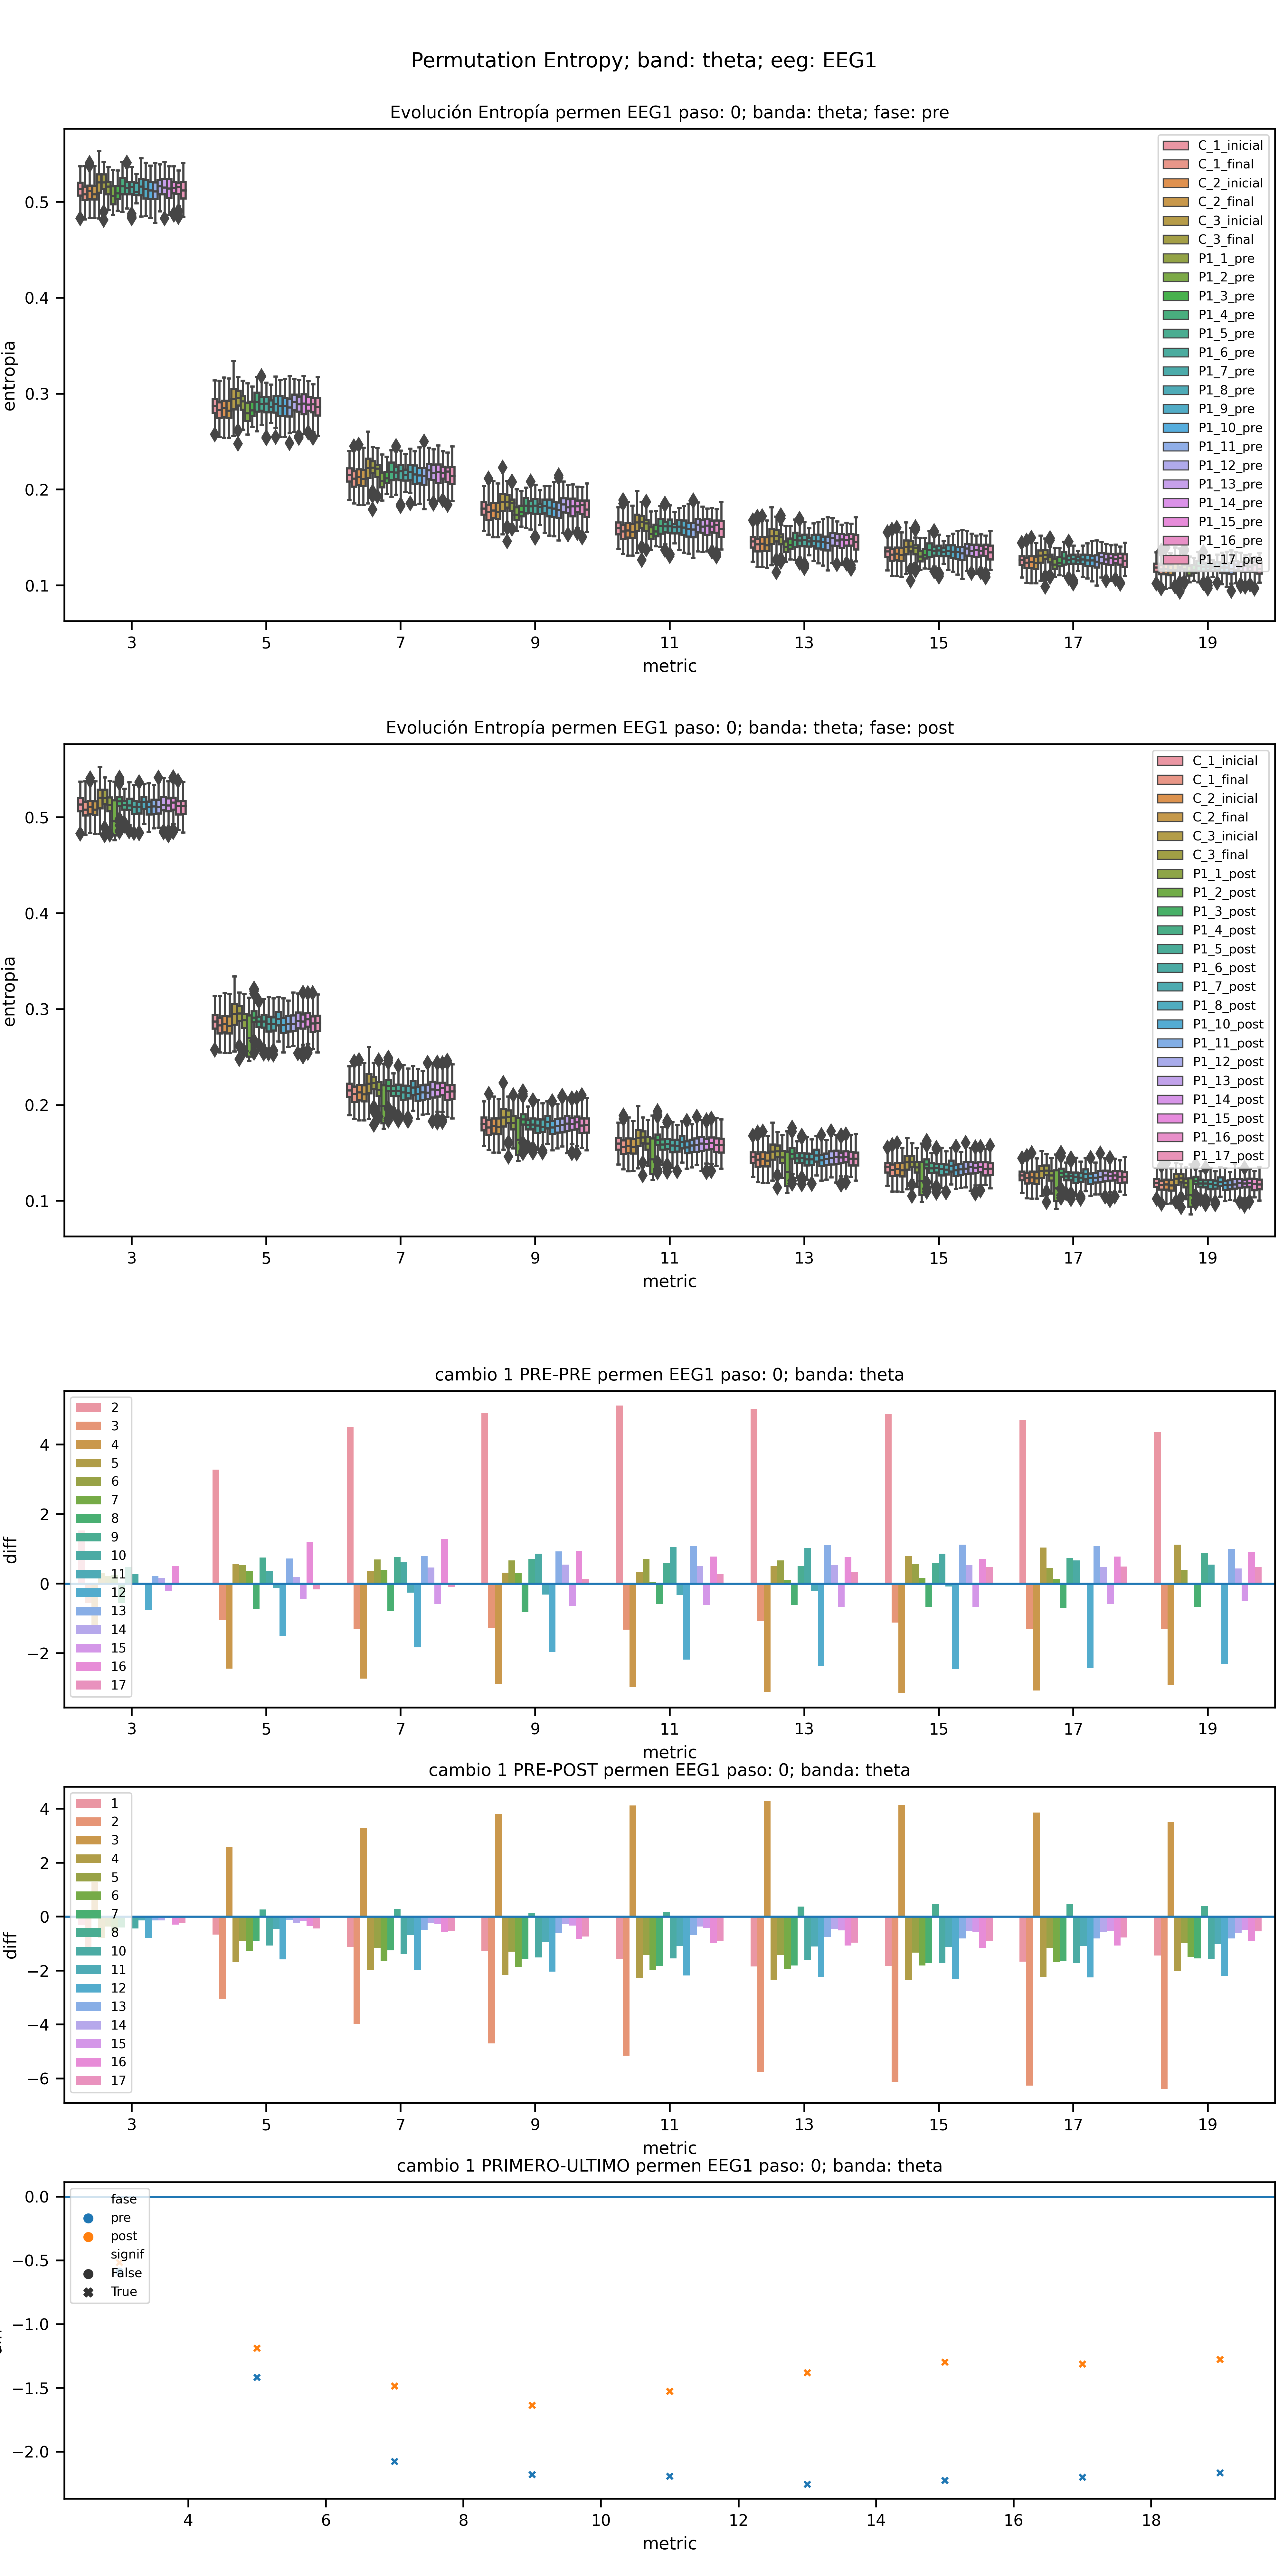 Permutation Entropy; band: theta; eeg: EEG1
Evolución Entropía permen EEG1 paso: 0; banda: theta; fase: pre
entropia
0.5
0.4
0.3
0.2
0.1
C_1_inicial
C_1_final
C_2_inicial
C_2_final
C_3_inicial
C_3_final
P1_1_pre
P1_2_pre
P1_3_pre
P1_4_pre
P1_5_pre
P1_6_pre
P1_7_pre
P1_8_pre
P1_9_pre
P1_10_pre
P1_11_pre
P1_12_pre
P1_13_pre
P1_14_pre
P1_15_pre
P1_16_pre
P1_17_pre
3 5 7 9 11 13 15 17 19
metric
Evolución Entropía permen EEG1 paso: 0; banda: theta; fase: post
entropia
0.5
0.4
0.3
0.2
0.1
C_1_inicial
C_1_final
C_2_inicial
C_2_final
C_3_inicial
C_3_final
P1_1_post
P1_2_post
P1_3_post
P1_4_post
P1_5_post
P1_6_post
P1_7_post
P1_8_post
P1_10_post
P1_11_post
P1_12_post
P1_13_post
P1_14_post
P1_15_post
P1_16_post
P1_17_post
3 5 7 9 11 13 15 17 19
metric
cambio 1 PRE-PRE permen EEG1 paso: 0; banda: theta
diff
4
2
0
−2
2
3
4
5
6
7
8
9
10
11
12
13
14
15
16
17
3 5 7 9 11 13 15 17 19
metric
cambio 1 PRE-POST permen EEG1 paso: 0; banda: theta
diff
4
2
0
−2
−4
−6
1
2
3
4
5
6
7
8
10
11
12
13
14
15
16
17
3 5 7 9 11 13 15 17 19
metric
cambio 1 PRIMERO-ULTIMO permen EEG1 paso: 0; banda: theta
0.0
−0.5
−1.0
−1.5
−2.0
fase
pre
post
signif
False
True
4 6 8 10 12 14 16 18
metric